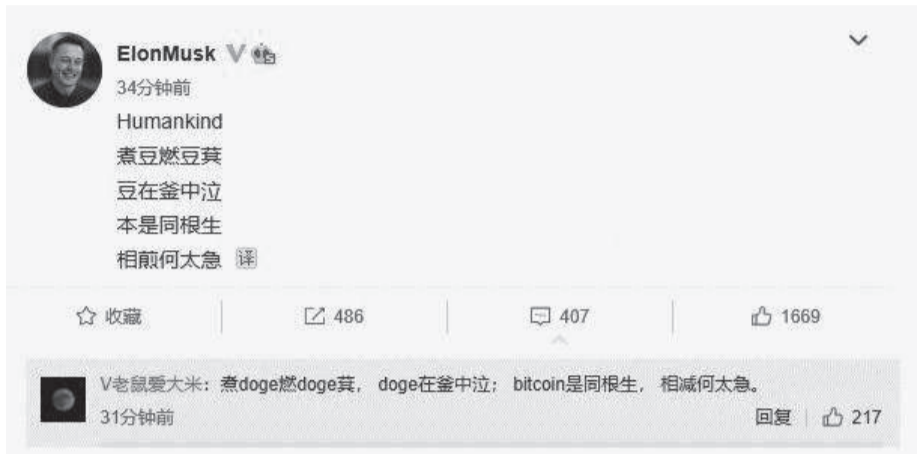 ElonMusk
34分钟前
Humankind
煮豆燃豆萁
豆在釜中泣
本是同根生
相煎何太急 译
收藏 486 407 1669
V老鼠爱大米：煮doge燃doge萁， doge在釜中泣； bitcoin是同根生， 相减何太急。
31分钟前 回复 217